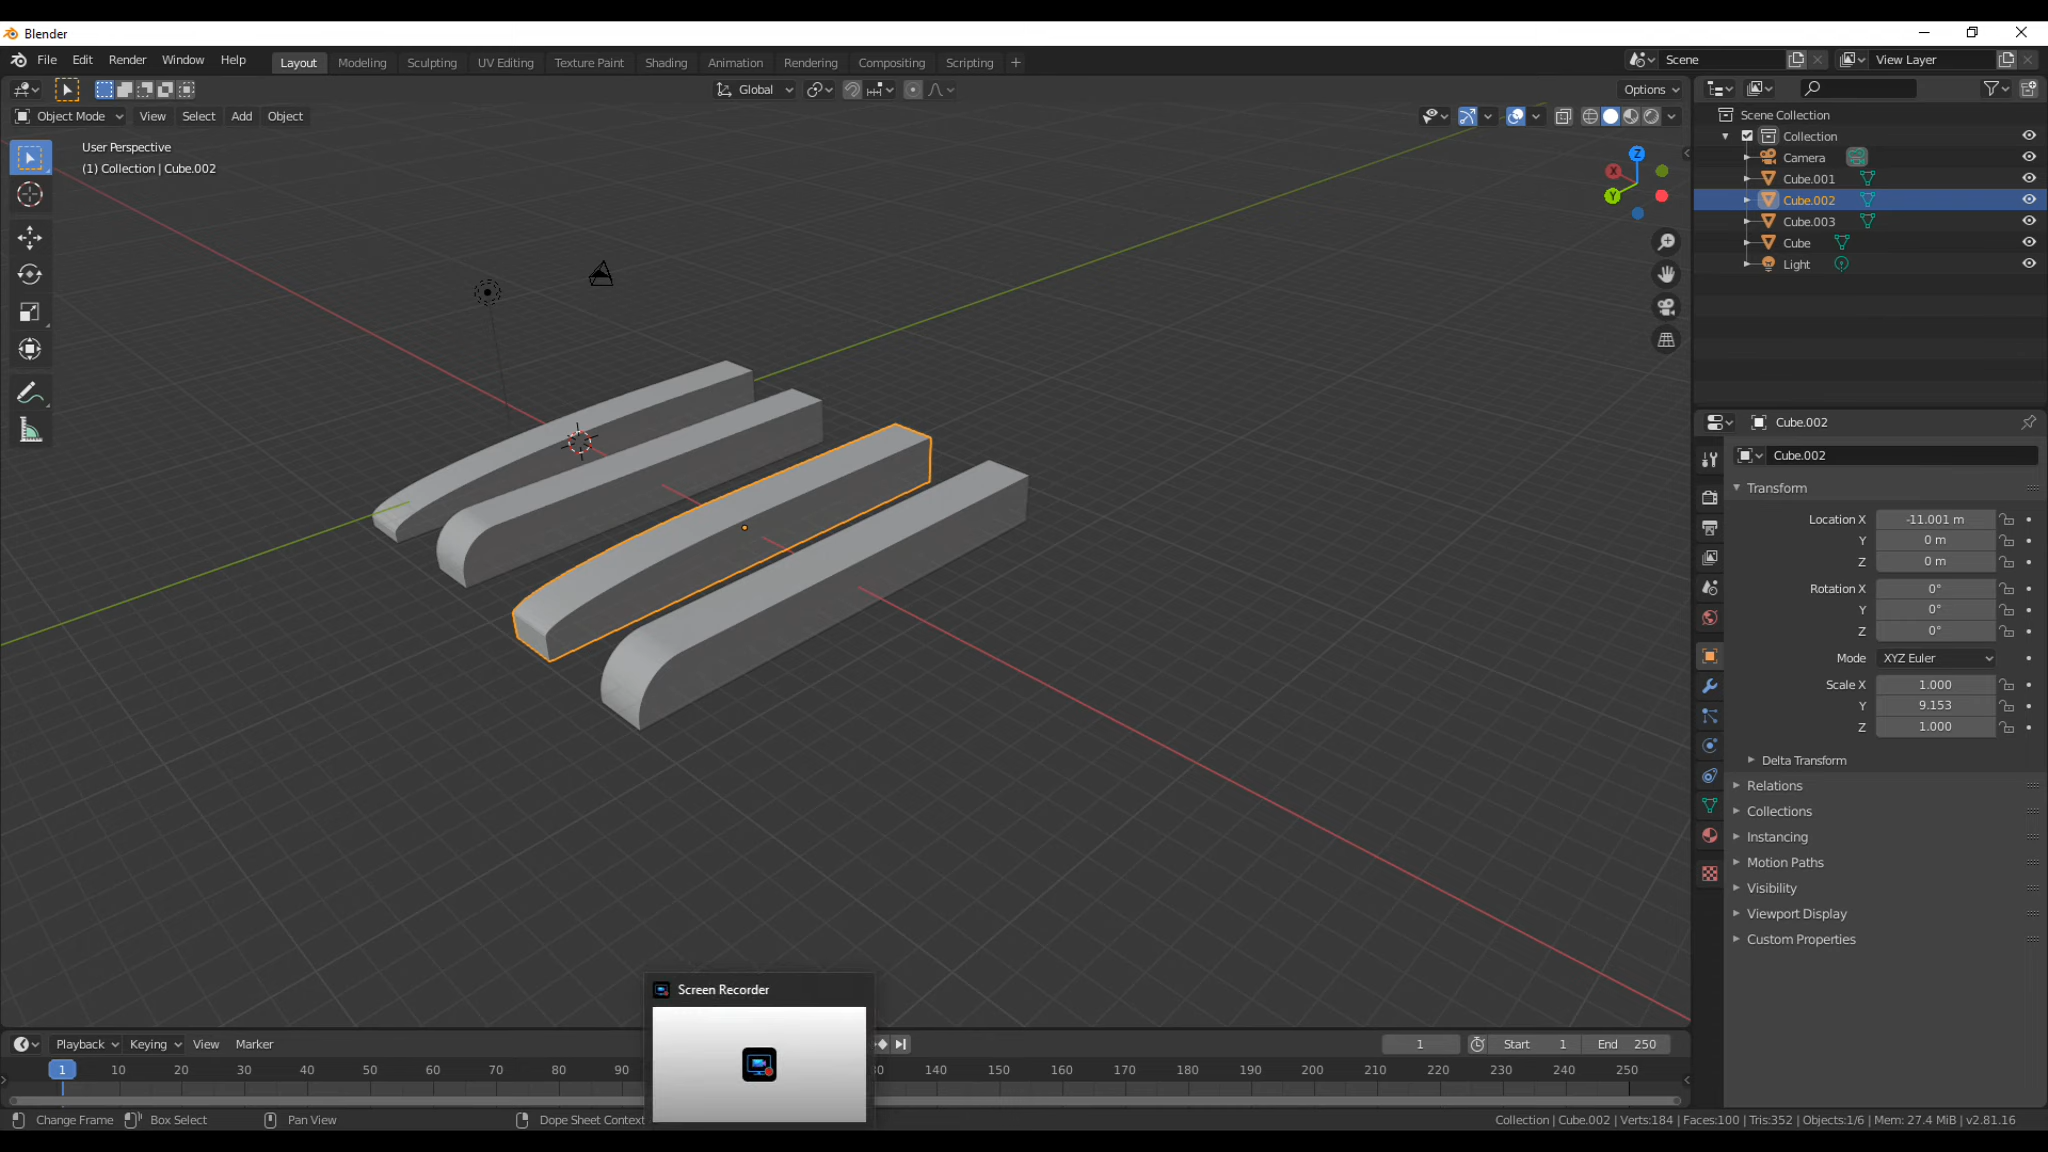 Blender
File Edit Render Window Help Layout Modeling Sculpting UV Editing Texture Paint Shading Animation Rendering Compositing Scripting + Scene View Layer
Global Options
Object Mode View Select Add Object
User Perspective
(1) Collection | Cube.002
Z
X
Y
Scene Collection
Collection
Camera
Cube.001
Cube.002
Cube.003
Cube
Light
Cube.002
Cube.002
Transform
Location X -11.001 m
Y 0 m
Z 0 m
Rotation X 0°
Y 0°
Z 0°
Mode XYZ Euler
Scale X 1.000
Y 9.153
Z 1.000
Delta Transform
Relations
Collections
Instancing
Motion Paths
Visibility
Viewport Display
Custom Properties
Screen Recorder
Playback Keying View Marker 1 Start 1 End 250
1 10 20 30 40 50 60 70 80 90 140 150 160 170 180 190 200 210 220 230 240 250
Change Frame Box Select Pan View Dope Sheet Context Collection | Cube.002 | Verts:184 | Faces:100 | Tris:352 | Objects:1/6 | Mem: 27.4 MiB | v2.81.16